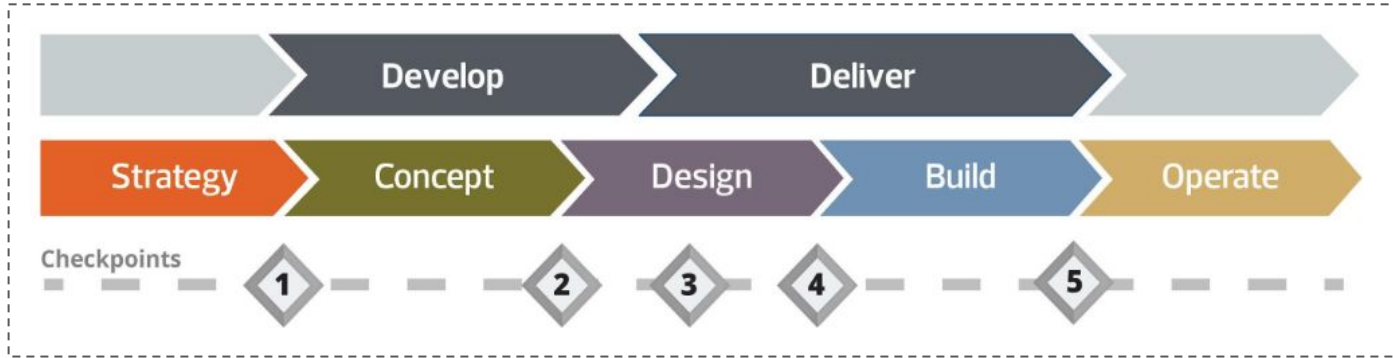 Develop Deliver
Strategy Concept Design Build Operate
Checkpoints
1 2 3 4 5